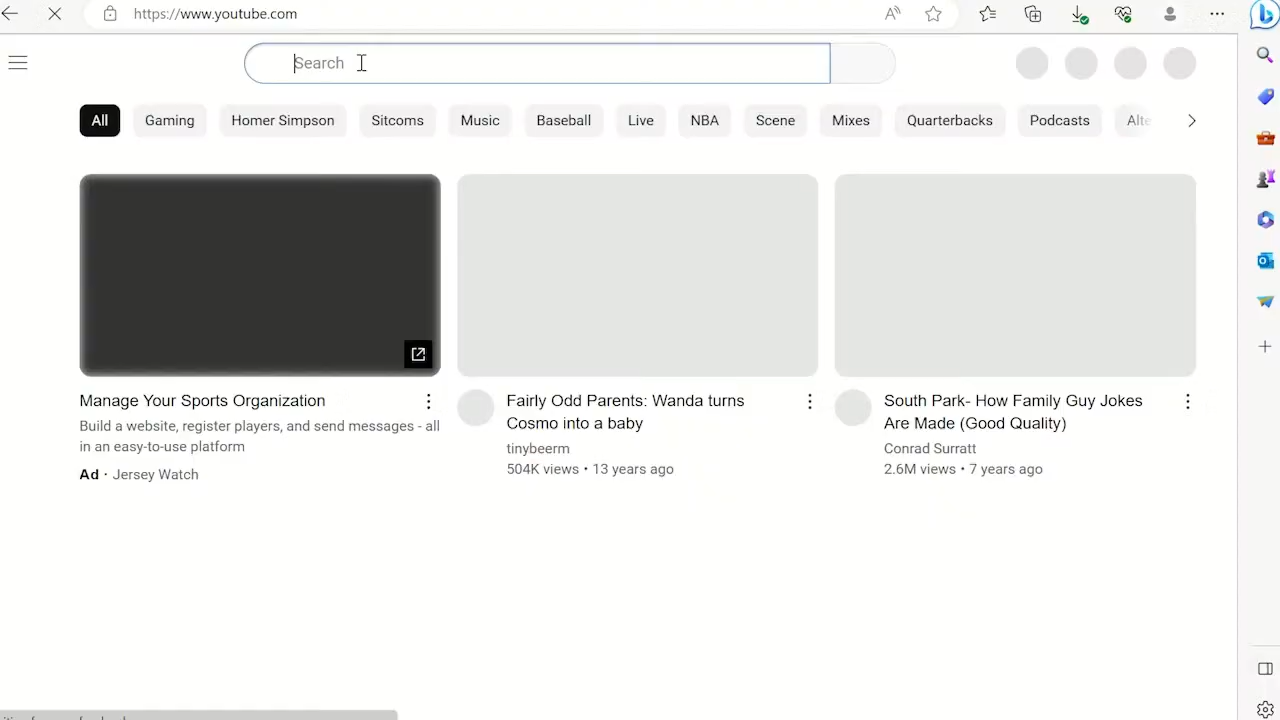 https://www.youtube.com
Search
All
Gaming
Homer Simpson
Sitcoms
Music
Baseball
Live
NBA
Scene
Mixes
Quarterbacks
Podcasts
Alte
Manage Your Sports Organization
Build a website, register players, and send messages - all
in an easy-to-use platform
Ad · Jersey Watch
Fairly Odd Parents: Wanda turns
Cosmo into a baby
tinybeerm
504K views • 13 years ago
South Park- How Family Guy Jokes
Are Made (Good Quality)
Conrad Surratt
2.6M views • 7 years ago